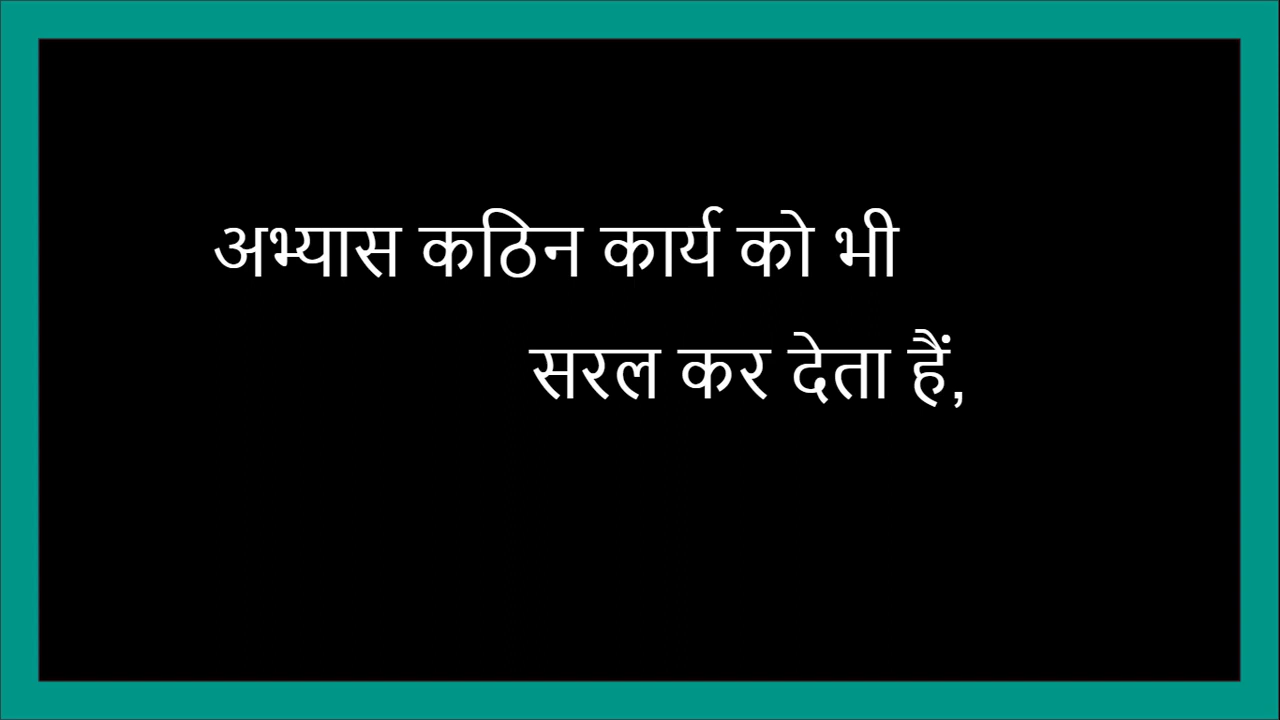 अभ्यास कठिन कार्य को भी
सरल कर देता हैं,